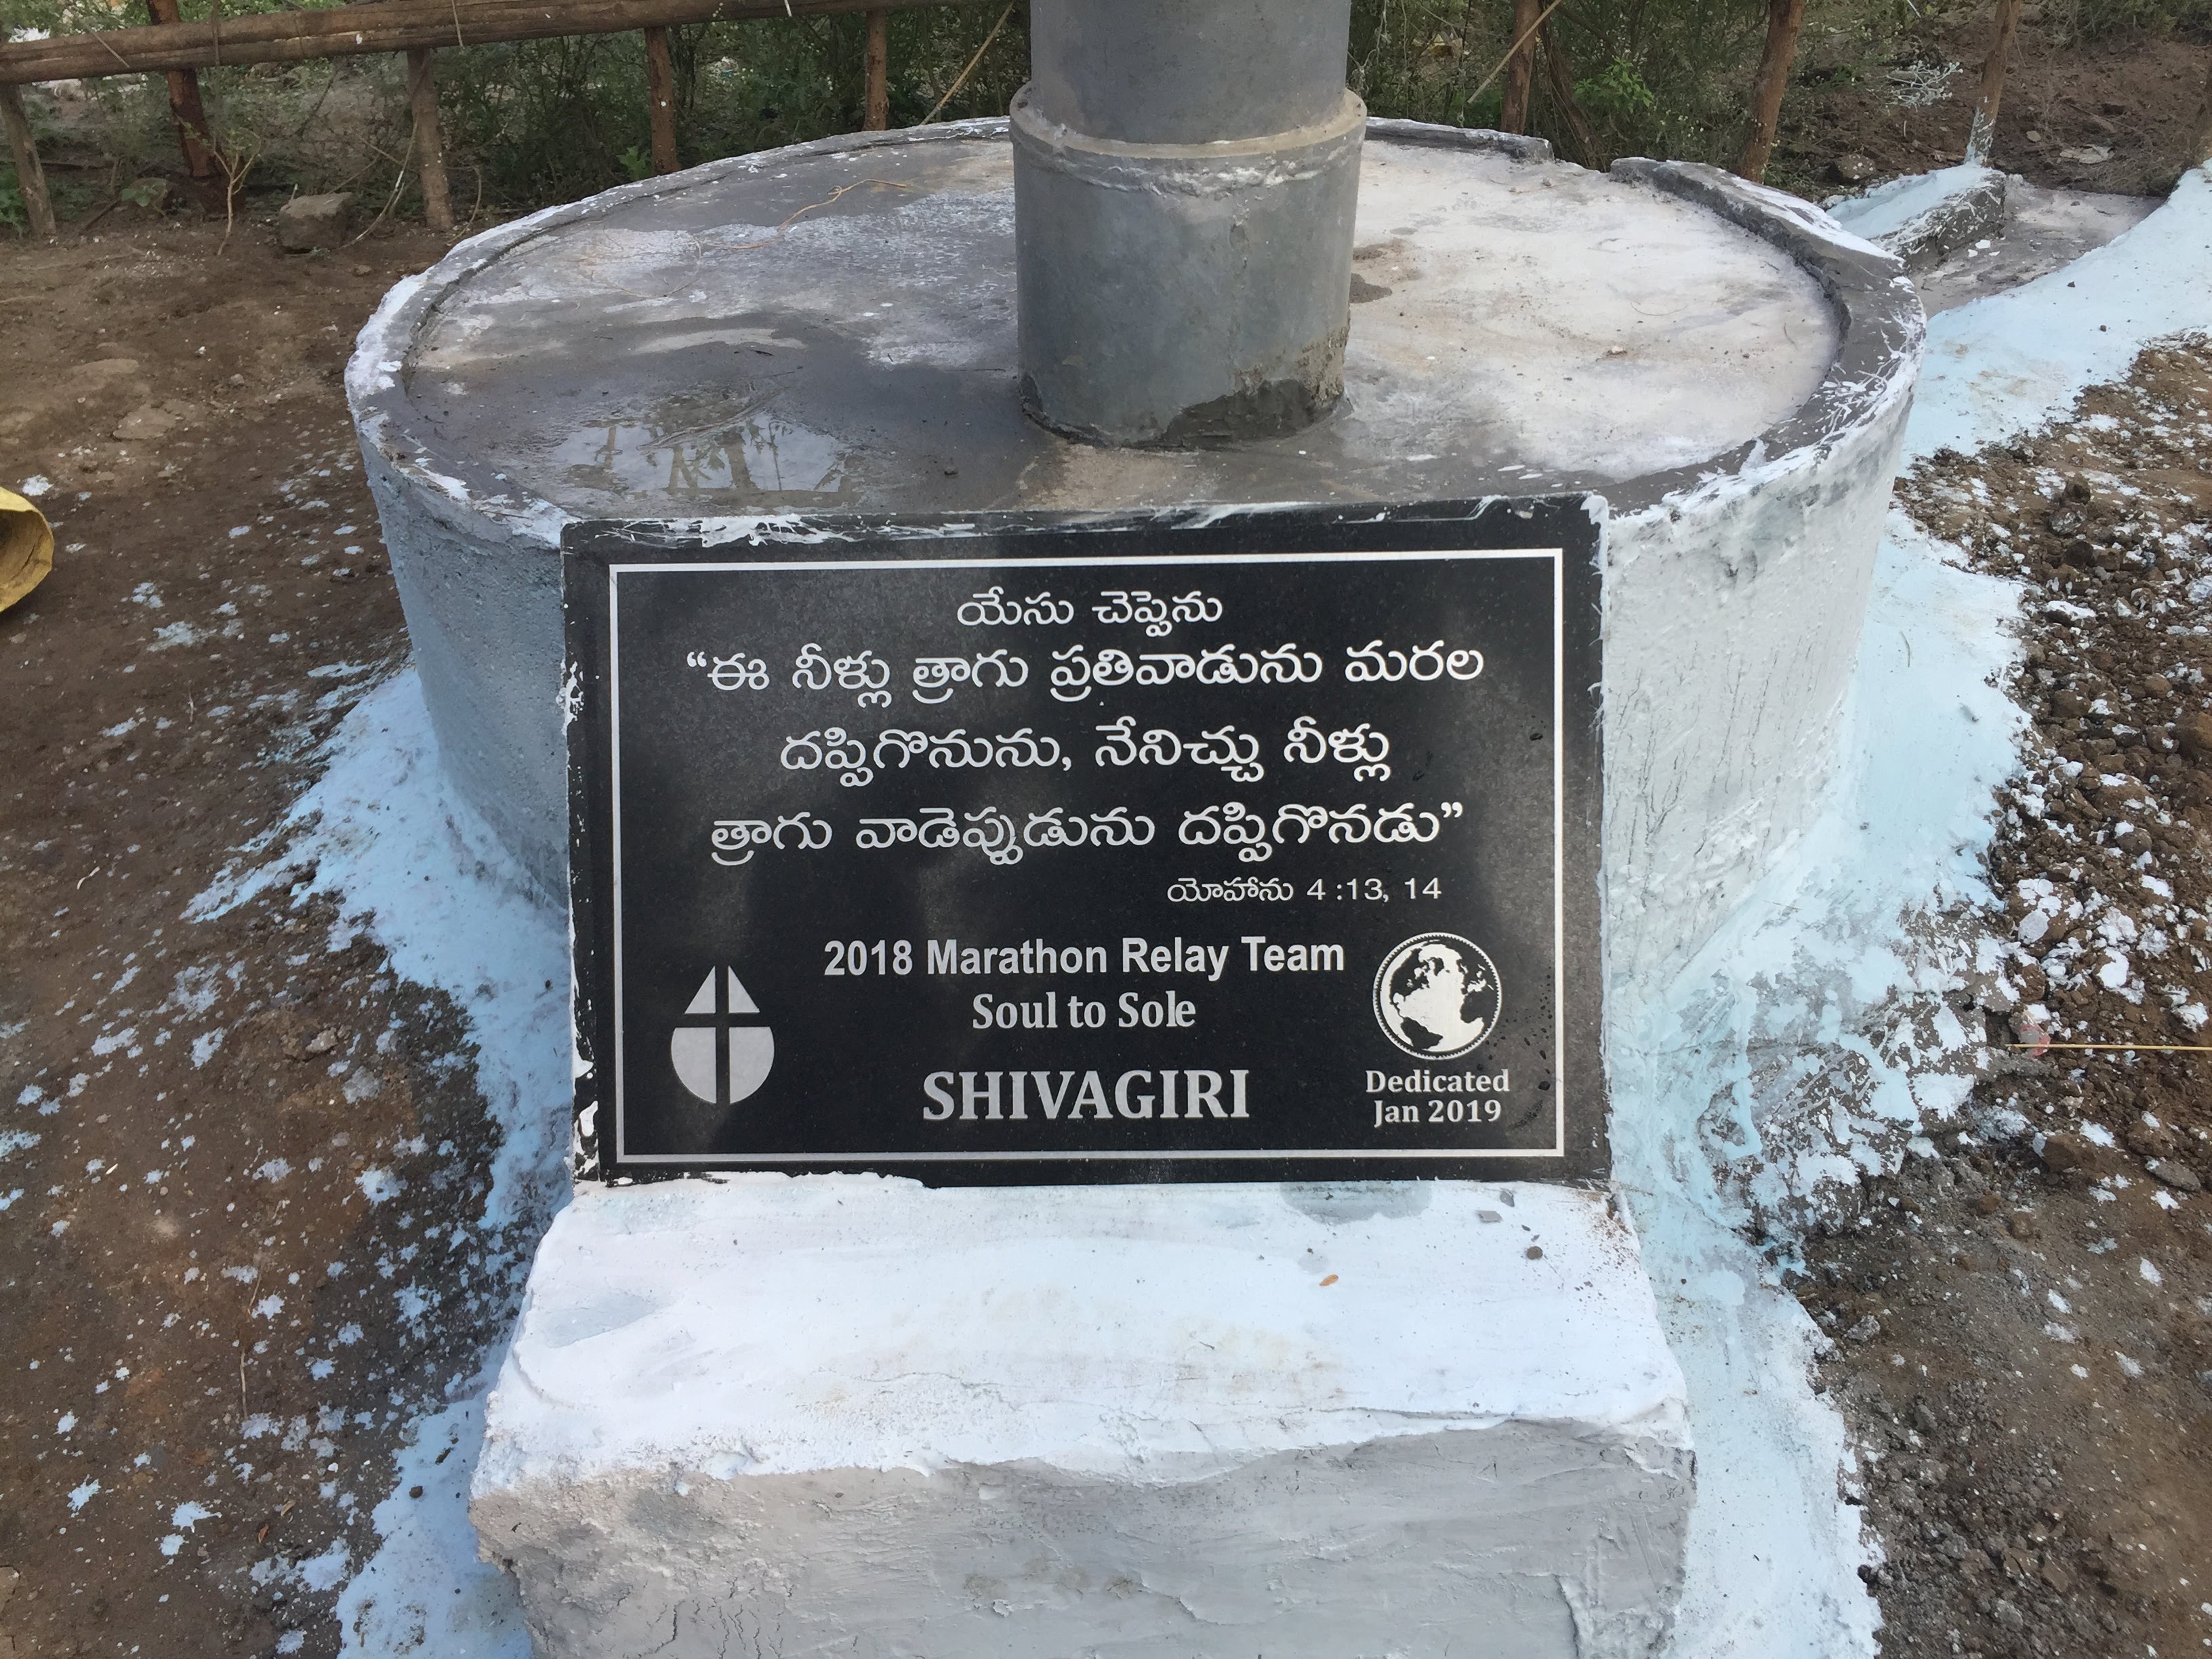 యేసు చెప్పెను
“ఈ నీళ్లు త్రాగు ప్రతివాడును మరల
దప్పిగొనును, నేనిచ్చు నీళ్లు
త్రాగు వాడెప్పుడును దప్పిగొనడు”
యోహాను 4 :13, 14
2018 Marathon Relay Team
Soul to Sole
SHIVAGIRI
Dedicated
Jan 2019